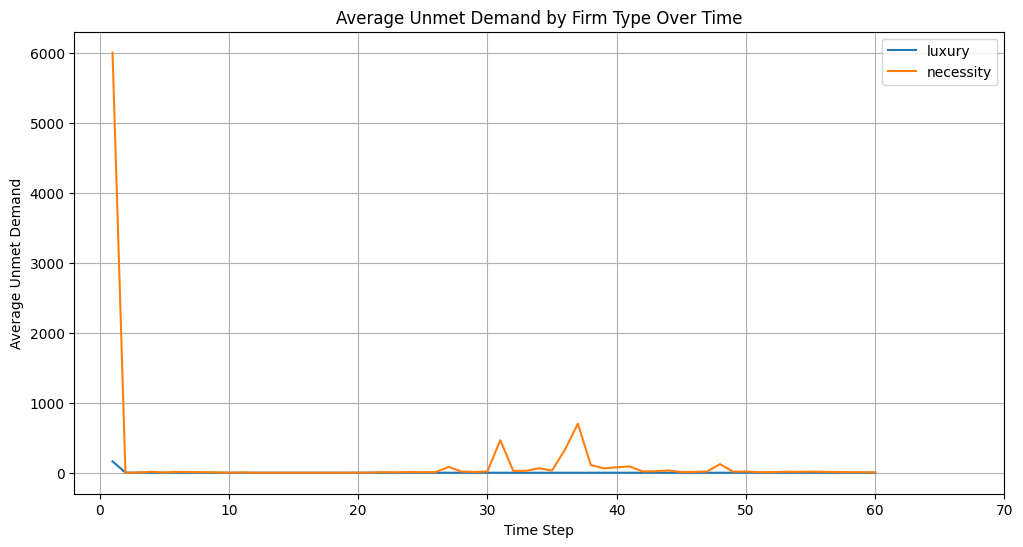 Average Unmet Demand by Firm Type Over Time
luxury
necessity
6000
5000
4000
3000
2000
1000
0
Average Unmet Demand
0 10 20 30 40 50 60 70
Time Step